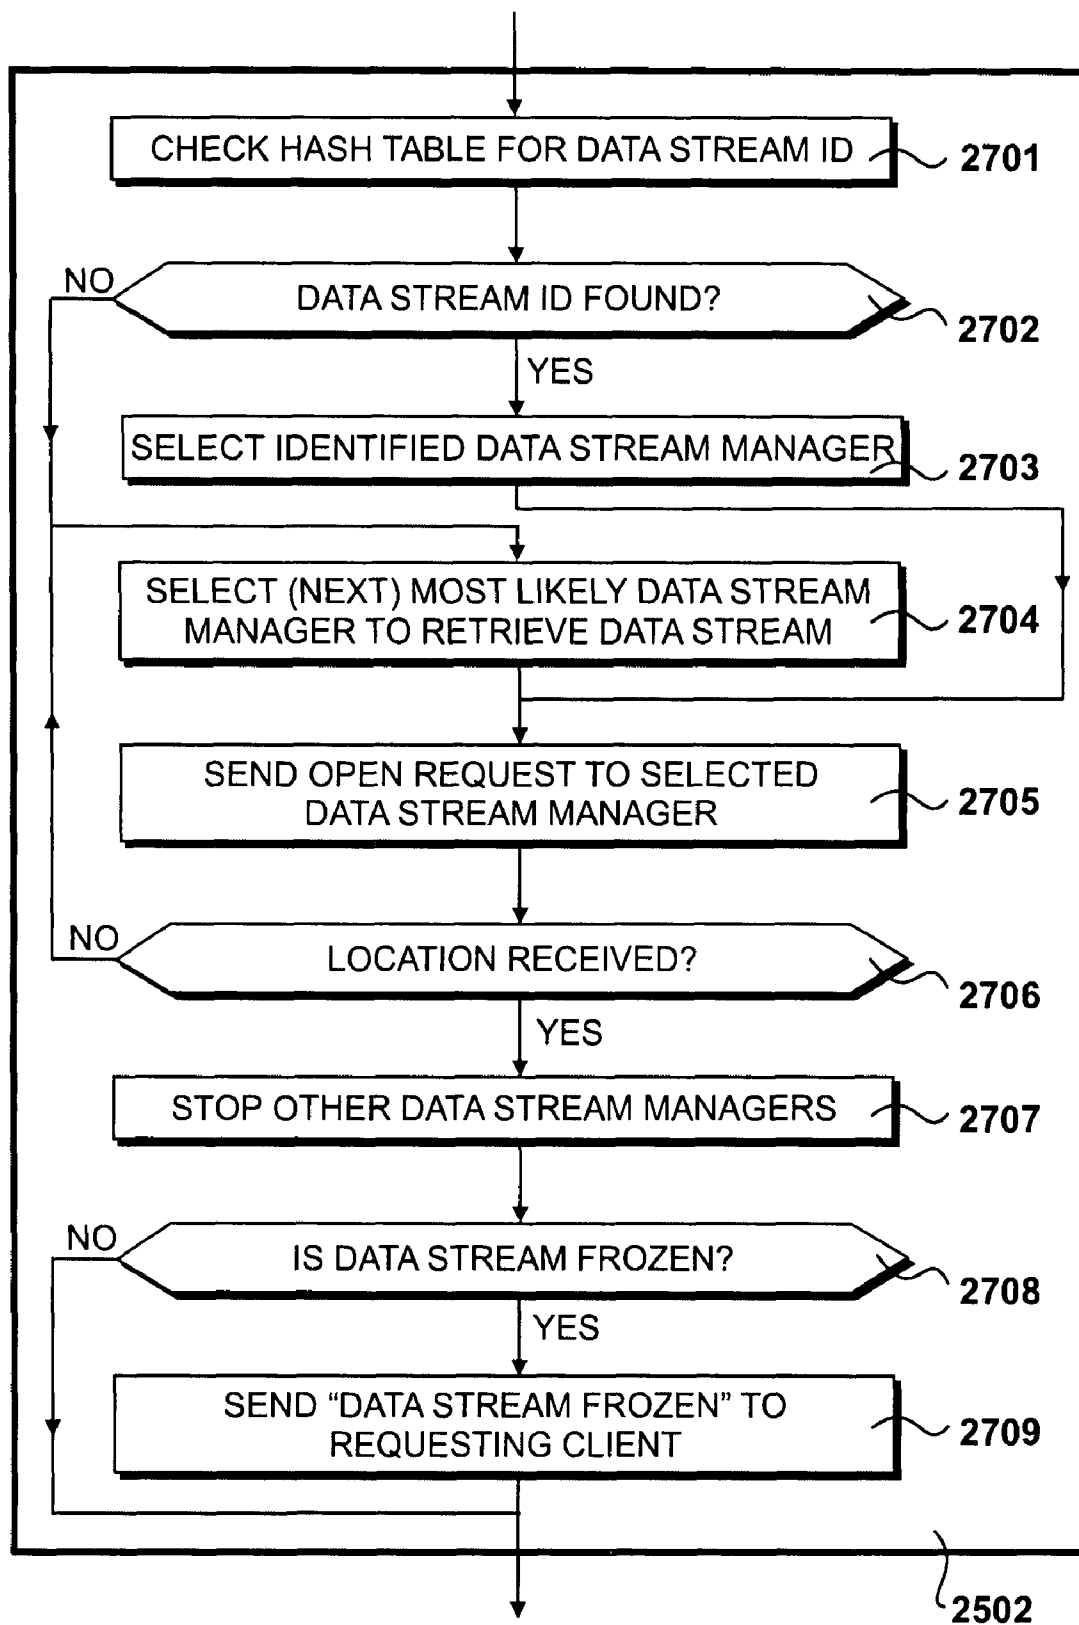 CHECK HASH TABLE FOR DATA STREAM ID
2701
NO
DATA STREAM ID FOUND?
2702
YES
SELECT IDENTIFIED DATA STREAM MANAGER
2703
SELECT (NEXT) MOST LIKELY DATA STREAM
MANAGER TO RETRIEVE DATA STREAM
2704
SEND OPEN REQUEST TO SELECTED
DATA STREAM MANAGER
2705
NO
LOCATION RECEIVED?
2706
YES
STOP OTHER DATA STREAM MANAGERS
2707
NO
IS DATA STREAM FROZEN?
2708
YES
SEND “DATA STREAM FROZEN” TO
REQUESTING CLIENT
2709
2502